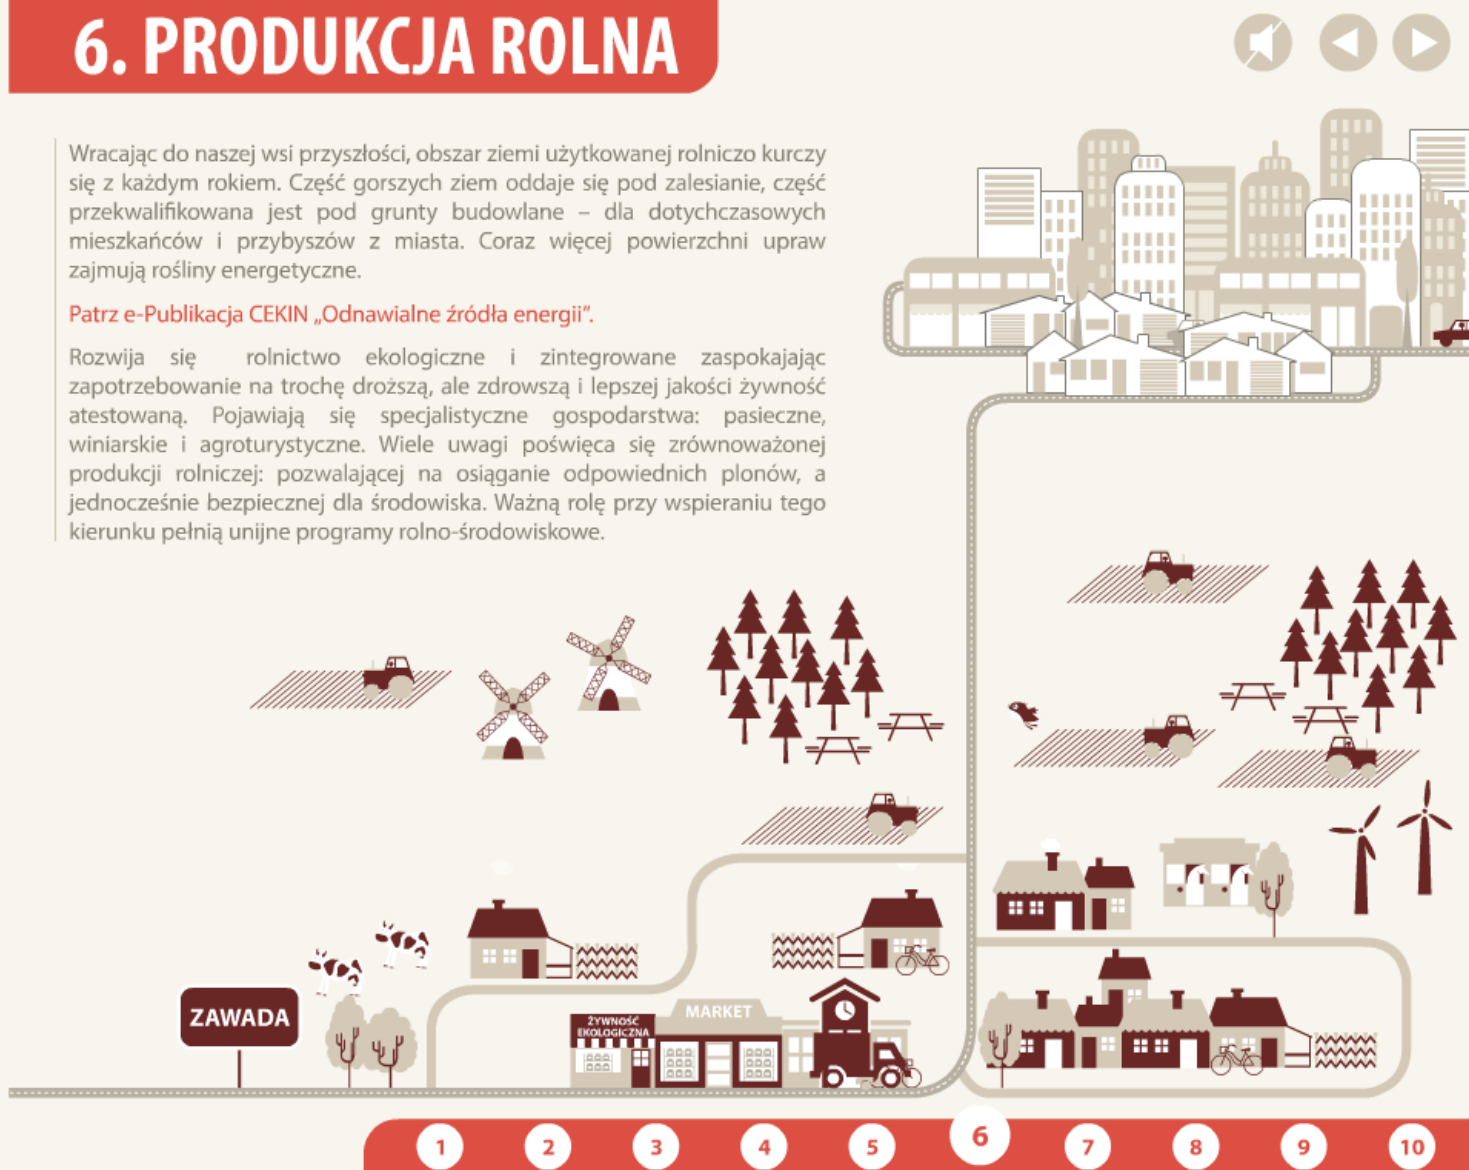 6. PRODUKCJA ROLNA
Wracając do naszej wsi przyszłości, obszar ziemi użytkowanej rolniczo kurczy
się z każdym rokiem. Część gorszych ziem oddaje się pod zalesianie, część
przekwalifikowana jest pod grunty budowlane – dla dotychczasowych
mieszkańców i przybyszów z miasta. Coraz więcej powierzchni upraw
zajmują rośliny energetyczne.
Patrz e-Publikacja CEKIN „Odnawialne źródła energii”.
Rozwija się rolnictwo ekologiczne i zintegrowane zaspokajając
zapotrzebowanie na trochę droższą, ale zdrowszą i lepszej jakości żywność
atestowaną. Pojawiają się specjalistyczne gospodarstwa: pasieczne,
winiarskie i agroturystyczne. Wiele uwagi poświęca się zrównoważonej
produkcji rolniczej: pozwalającej na osiąganie odpowiednich plonów, a
jednocześnie bezpiecznej dla środowiska. Ważną rolę przy wspieraniu tego
kierunku pełnią unijne programy rolno-środowiskowe.
ZAWADA
ŻYWNOŚĆ
EKOLOGICZNA
MARKET
1 2 3 4 5 6 7 8 9 10